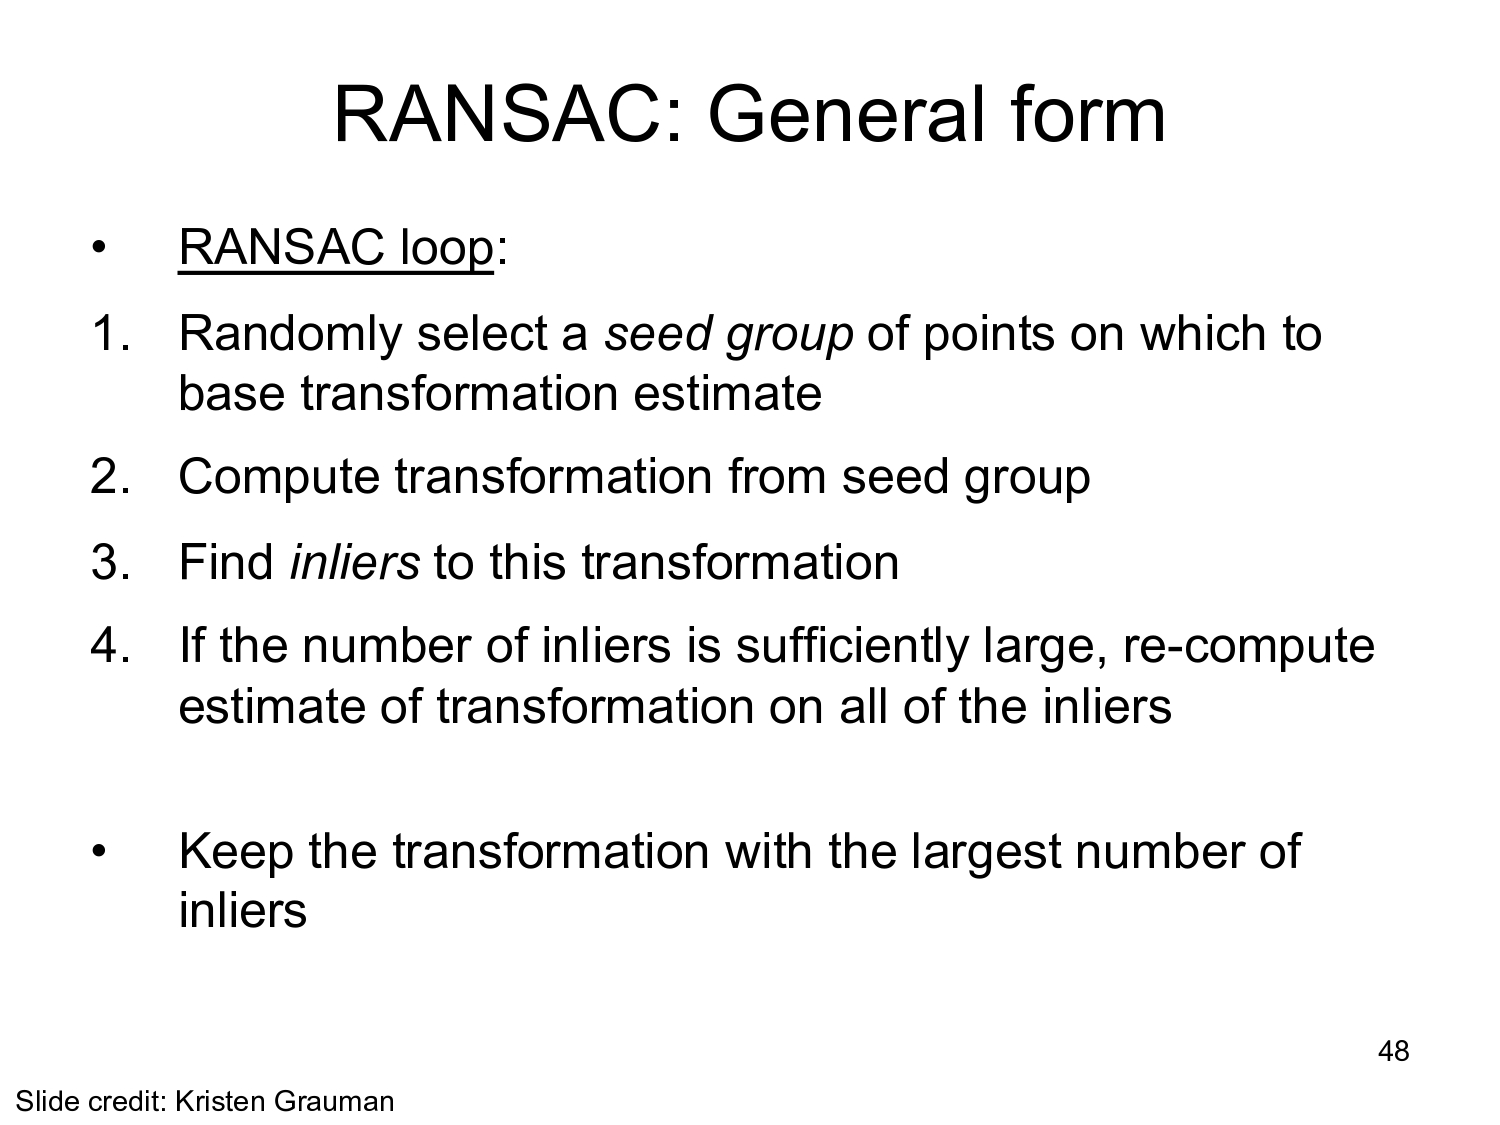 RANSAC: General form
• RANSAC loop:
1. Randomly select a seed group of points on which to
base transformation estimate
2. Compute transformation from seed group
3. Find inliers to this transformation
4. If the number of inliers is sufficiently large, re-compute
estimate of transformation on all of the inliers
• Keep the transformation with the largest number of
inliers
48
Slide credit: Kristen Grauman